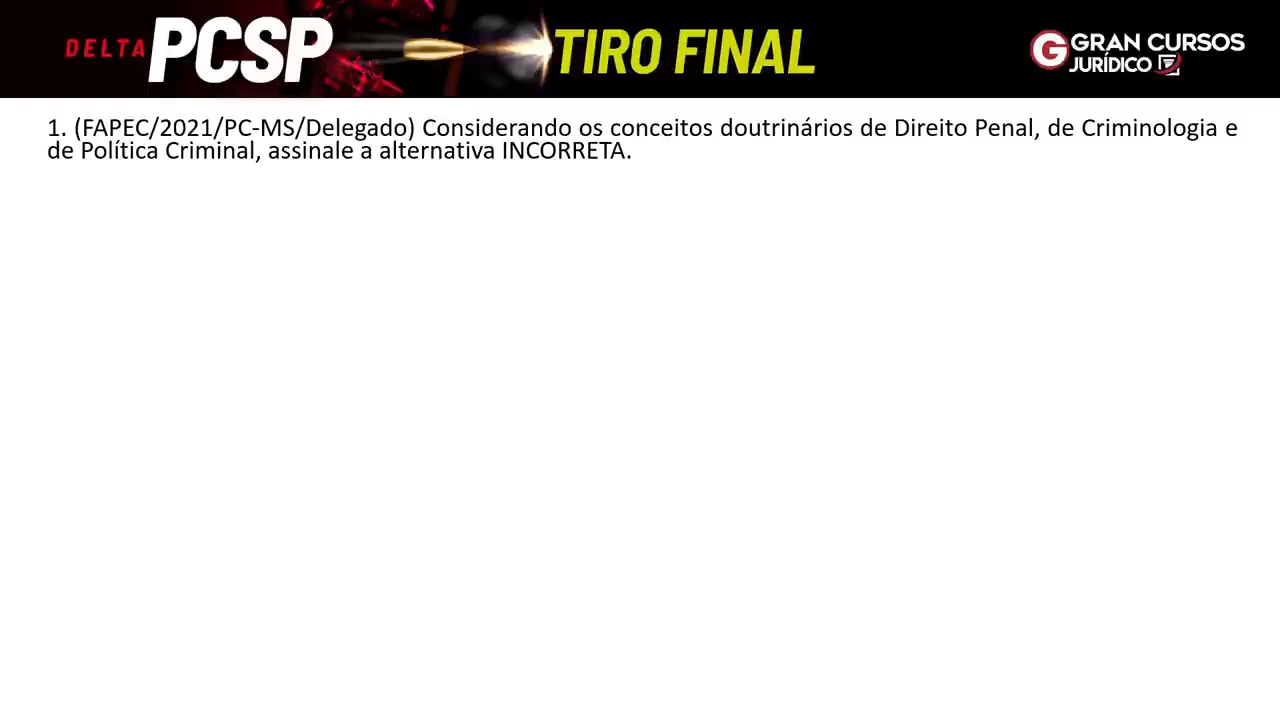 DELTA PCSP TIRO FINAL GRAN CURSOS
JURÍDICO
1. (FAPEC/2021/PC-MS/Delegado) Considerando os conceitos doutrinários de Direito Penal, de Criminologia e
de Política Criminal, assinale a alternativa INCORRETA.